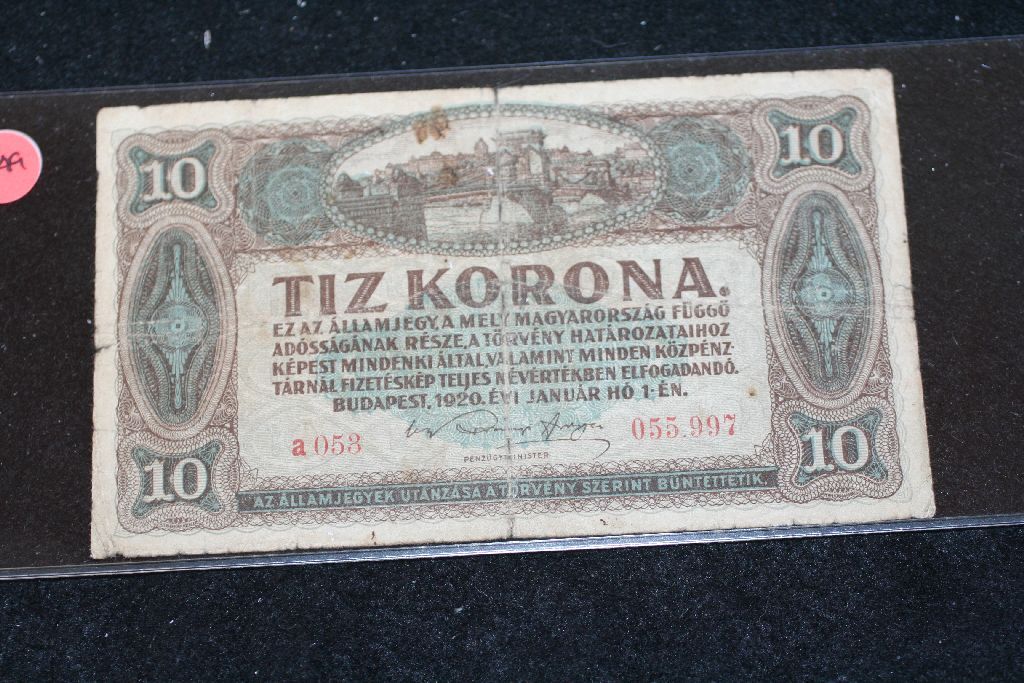 10
10
TIZ KORONA.
EZ AZ ÁLLAMJEGY, A MELY MAGYARORSZÁG FÜGGŐ
ADÓSSÁGÁNAK RÉSZE, A TÖRVÉNY HATÁROZATAIHOZ
KÉPEST MINDENKI ÁLTAL VALAMINT MINDEN KÖZPÉNZ-
TÁRNÁL FIZETÉSKÉP TELJES NÉVÉRTÉKBEN ELFOGADANDÓ.
BUDAPEST, 1920. ÉVI JANUÁR HÓ 1-ÉN.
a 053
055.997
PÉNZÜGYMINISTER
10
10
AZ ÁLLAMJEGYEK UTÁNZÁSA A TÖRVÉNY SZERINT BÜNTETTETIK.